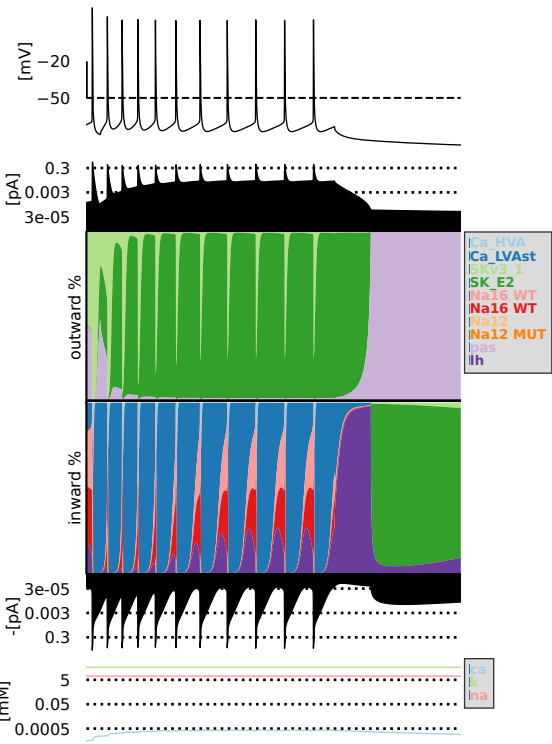 [mV]
−20
−50
[pA]
0.3
0.003
3e-05
outward %
Ca_HVA
Ca_LVAst
SKv3_1
SK_E2
Na16 WT
Na16 WT
Na12
Na12 MUT
pas
Ih
inward %
-[pA]
3e-05
0.003
0.3
[mM]
5
0.05
0.0005
ca
k
na